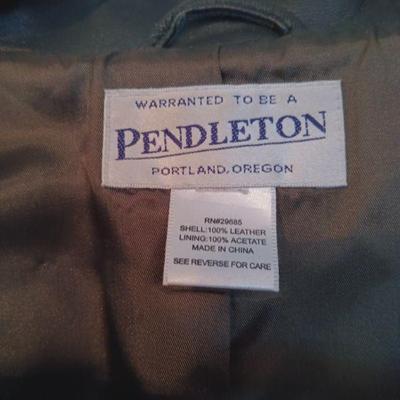 WARRANTED TO BE A
PENDLETON
PORTLAND, OREGON
RN#29685
SHELL:100% LEATHER
LINING:100% ACETATE
MADE IN CHINA
SEE REVERSE FOR CARE